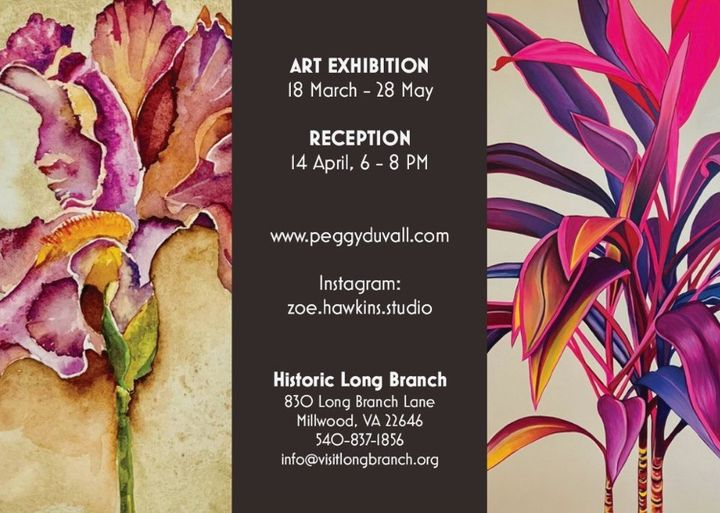 ART EXHIBITION
18 March - 28 May
RECEPTION
14 April, 6 - 8 PM
www.peggyduvall.com
Instagram:
zoe.hawkins.studio
Historic Long Branch
830 Long Branch Lane
Millwood, VA 22646
540-837-1856
info@visitlongbranch.org